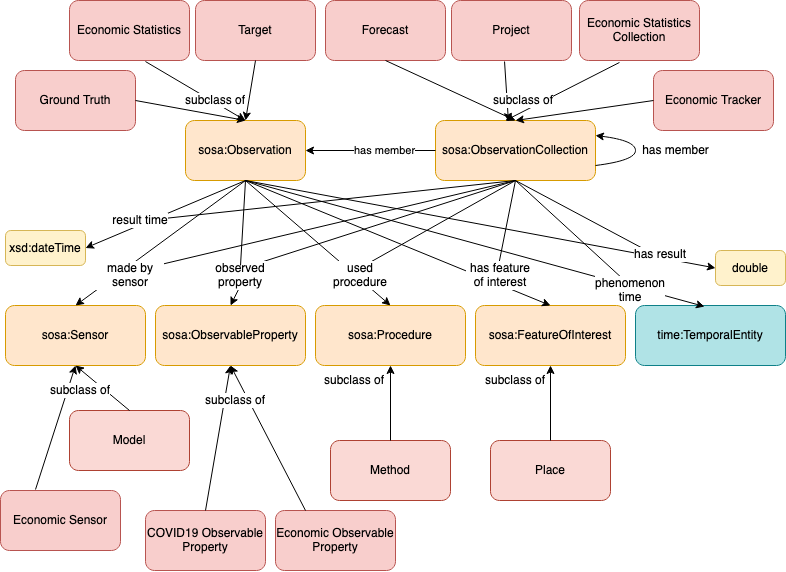 Economic Statistics
Target
Forecast
Project
Economic Statistics
Collection
Ground Truth
subclass of
subclass of
Economic Tracker
sosa:Observation
has member
sosa:ObservationCollection
has member
result time
xsd:dateTime
has result
double
made by
sensor
observed
property
used
procedure
has feature
of interest
phenomenon
time
sosa:Sensor
sosa:ObservableProperty
sosa:Procedure
sosa:FeatureOfInterest
time:TemporalEntity
subclass of
subclass of
subclass of
subclass of
Model
Method
Place
Economic Sensor
COVID19 Observable
Property
Economic Observable
Property